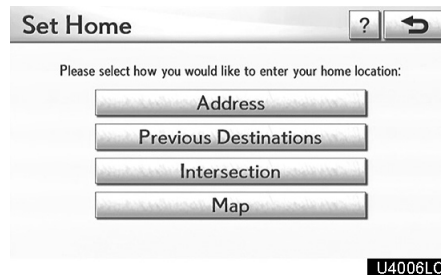 Set Home
?
Please select how you would like to enter your home location:
Address
Previous Destinations
Intersection
Map
U4006LC